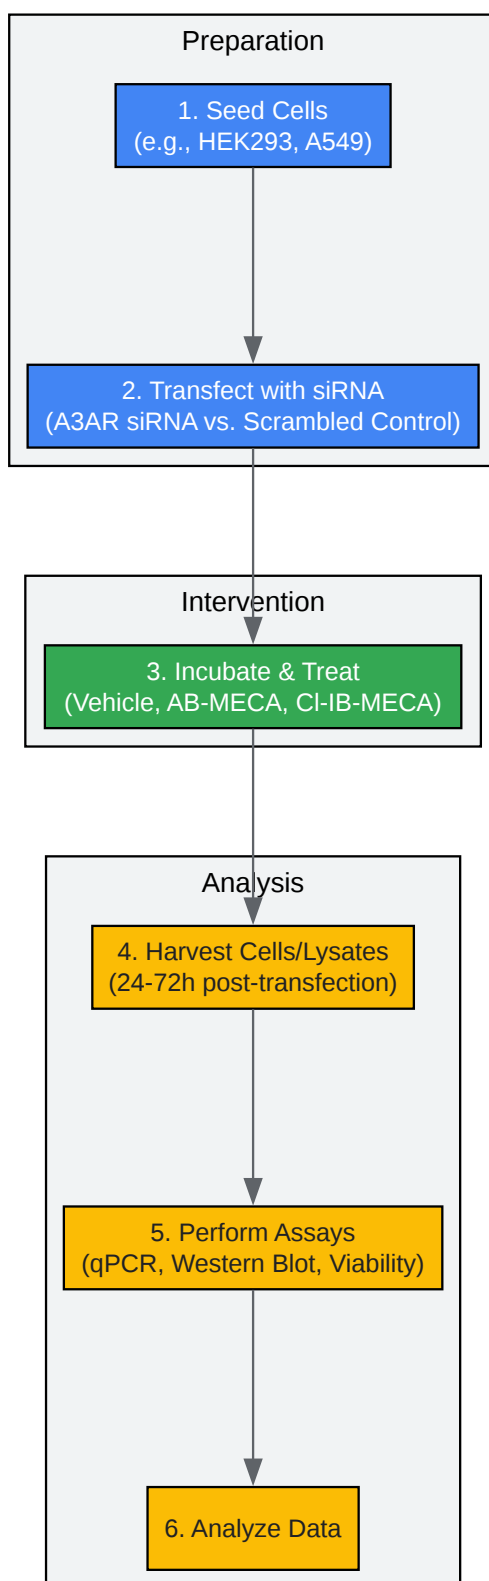 Preparation
1. Seed Cells
(e.g., HEK293, A549)
2. Transfect with siRNA
(A3AR siRNA vs. Scrambled Control)
Intervention
3. Incubate & Treat
(Vehicle, AB-MECA, Cl-IB-MECA)
Analysis
4. Harvest Cells/Lysates
(24-72h post-transfection)
5. Perform Assays
(qPCR, Western Blot, Viability)
6. Analyze Data